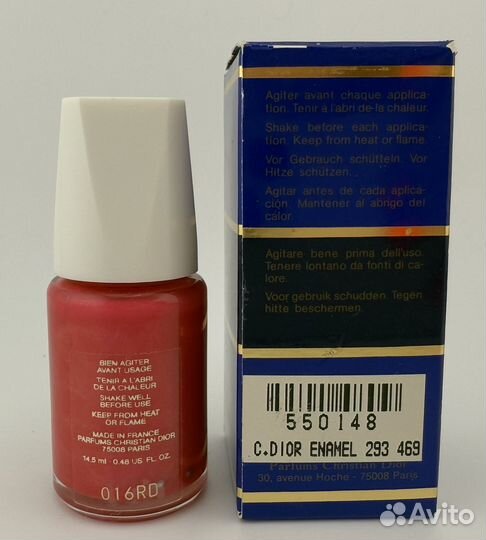 BIEN AGITER
AVANT USAGE
TENIR A L'ABRI
DE LA CHALEUR
SHAKE WELL
BEFORE USE
KEEP FROM HEAT
OR FLAME
MADE IN FRANCE
PARFUMS CHRISTIAN DIOR
75008 PARIS
14.5 ml - 0.48 US FL. OZ.
016RD
Agiter avant chaque applica-
tion. Tenir à l'abri de la chaleur.
Shake before each applica-
tion. Keep from heat or flame.
Vor Gebrauch schütteln. Vor
Hitze schützen.
Agitar antes de cada aplica-
ción. Mantener al abrigo del
calor.
Agitare bene prima dell'uso.
Tenere lontano da fonti di ca-
lore.
Voor gebruik schudden. Tegen
hitte beschermen.
550148
C.DIOR ENAMEL 293 469
Parfums Christian Dior
30, avenue Hoche - 75008 Paris
Avito